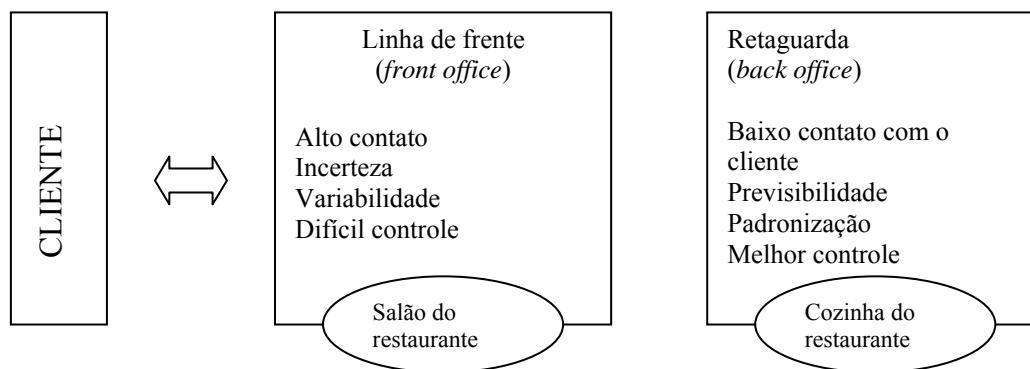 CLIENTE
Linha de frente
(front office)
Alto contato
Incerteza
Variabilidade
Difícil controle
Salão do
restaurante
Retaguarda
(back office)
Baixo contato com o
cliente
Previsibilidade
Padronização
Melhor controle
Cozinha do
restaurante